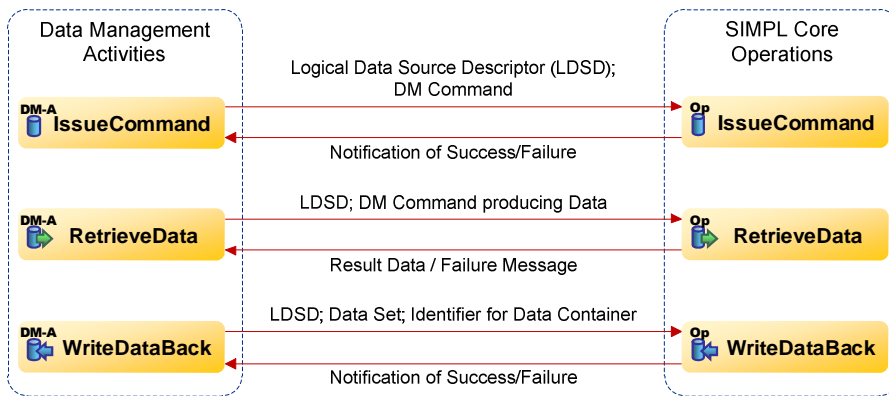 Data Management
Activities
SIMPL Core
Operations
Logical Data Source Descriptor (LDSD);
DM Command
DM-A
IssueCommand
Op
IssueCommand
Notification of Success/Failure
LDSD; DM Command producing Data
DM-A
RetrieveData
Op
RetrieveData
Result Data / Failure Message
LDSD; Data Set; Identifier for Data Container
DM-A
WriteDataBack
Op
WriteDataBack
Notification of Success/Failure